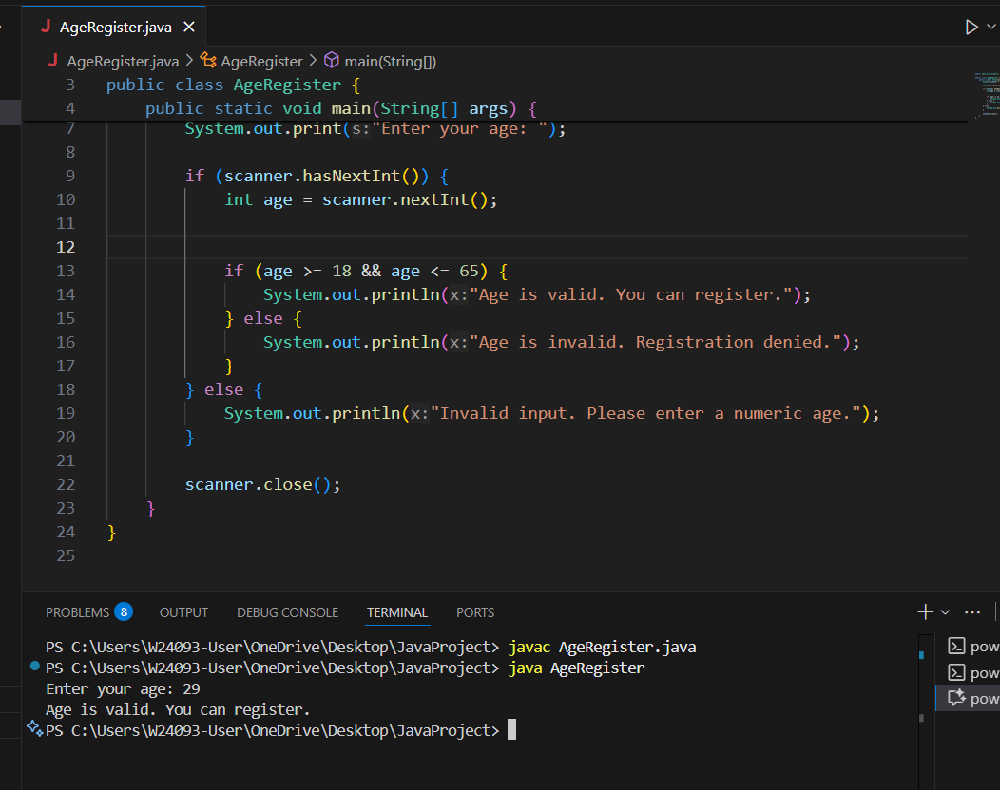 J AgeRegister.java ×
J AgeRegister.java > AgeRegister > main(String[])
3 public class AgeRegister {
4 public static void main(String[] args) {
7 System.out.print(s:"Enter your age: ");
8
9 if (scanner.hasNextInt()) {
10 int age = scanner.nextInt();
11
12
13 if (age >= 18 && age <= 65) {
14 System.out.println(x:"Age is valid. You can register.");
15 } else {
16 System.out.println(x:"Age is invalid. Registration denied.");
17 }
18 } else {
19 System.out.println(x:"Invalid input. Please enter a numeric age.");
20 }
21
22 scanner.close();
23 }
24 }
25
PROBLEMS 8 OUTPUT DEBUG CONSOLE TERMINAL PORTS
PS C:\Users\W24093-User\OneDrive\Desktop\JavaProject> javac AgeRegister.java
PS C:\Users\W24093-User\OneDrive\Desktop\JavaProject> java AgeRegister
Enter your age: 29
Age is valid. You can register.
PS C:\Users\W24093-User\OneDrive\Desktop\JavaProject>
pow
pow
pow